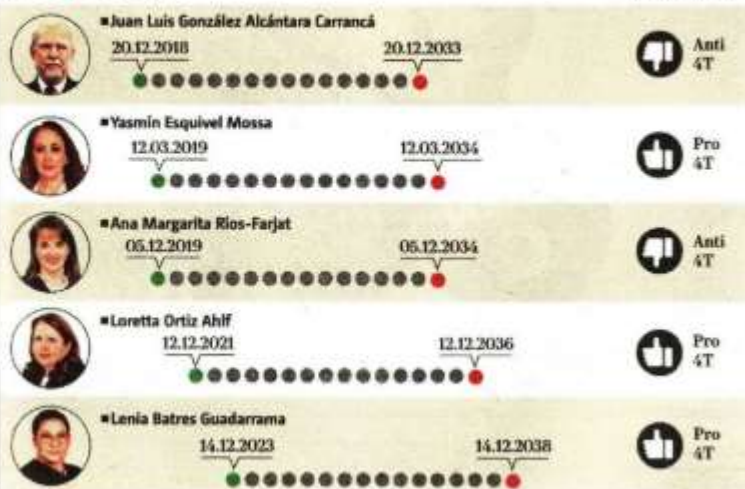 ▪Juan Luis González Alcántara Carrancá
20.12.2018 20.12.2033
Anti
4T
▪Yasmín Esquivel Mossa
12.03.2019 12.03.2034
Pro
4T
▪Ana Margarita Ríos-Farjat
05.12.2019 05.12.2034
Anti
4T
▪Loretta Ortiz Ahlf
12.12.2021 12.12.2036
Pro
4T
▪Lenia Batres Guadarrama
14.12.2023 14.12.2038
Pro
4T